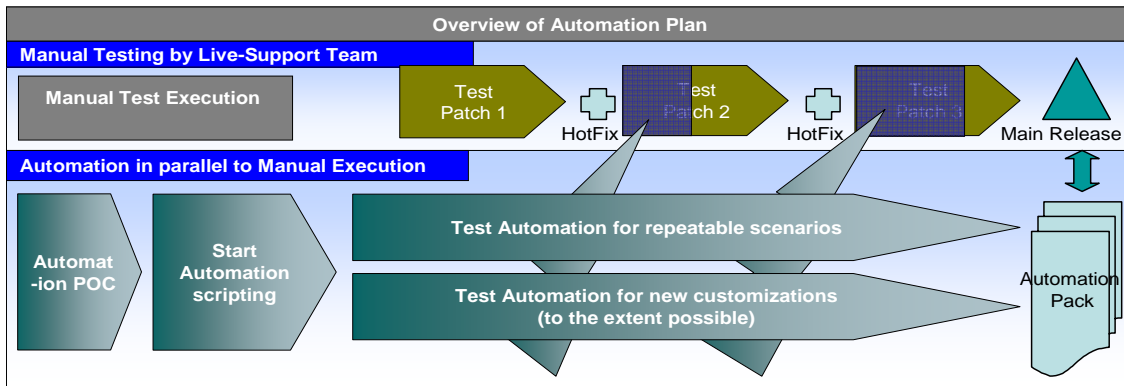 Overview of Automation Plan
Manual Testing by Live-Support Team
Manual Test Execution
Test
Patch 1
HotFix
Test
Patch 2
HotFix
Test
Patch 3
Main Release
Automation in parallel to Manual Execution
Automat
-ion POC
Start
Automation
scripting
Test Automation for repeatable scenarios
Test Automation for new customizations
(to the extent possible)
Automation
Pack